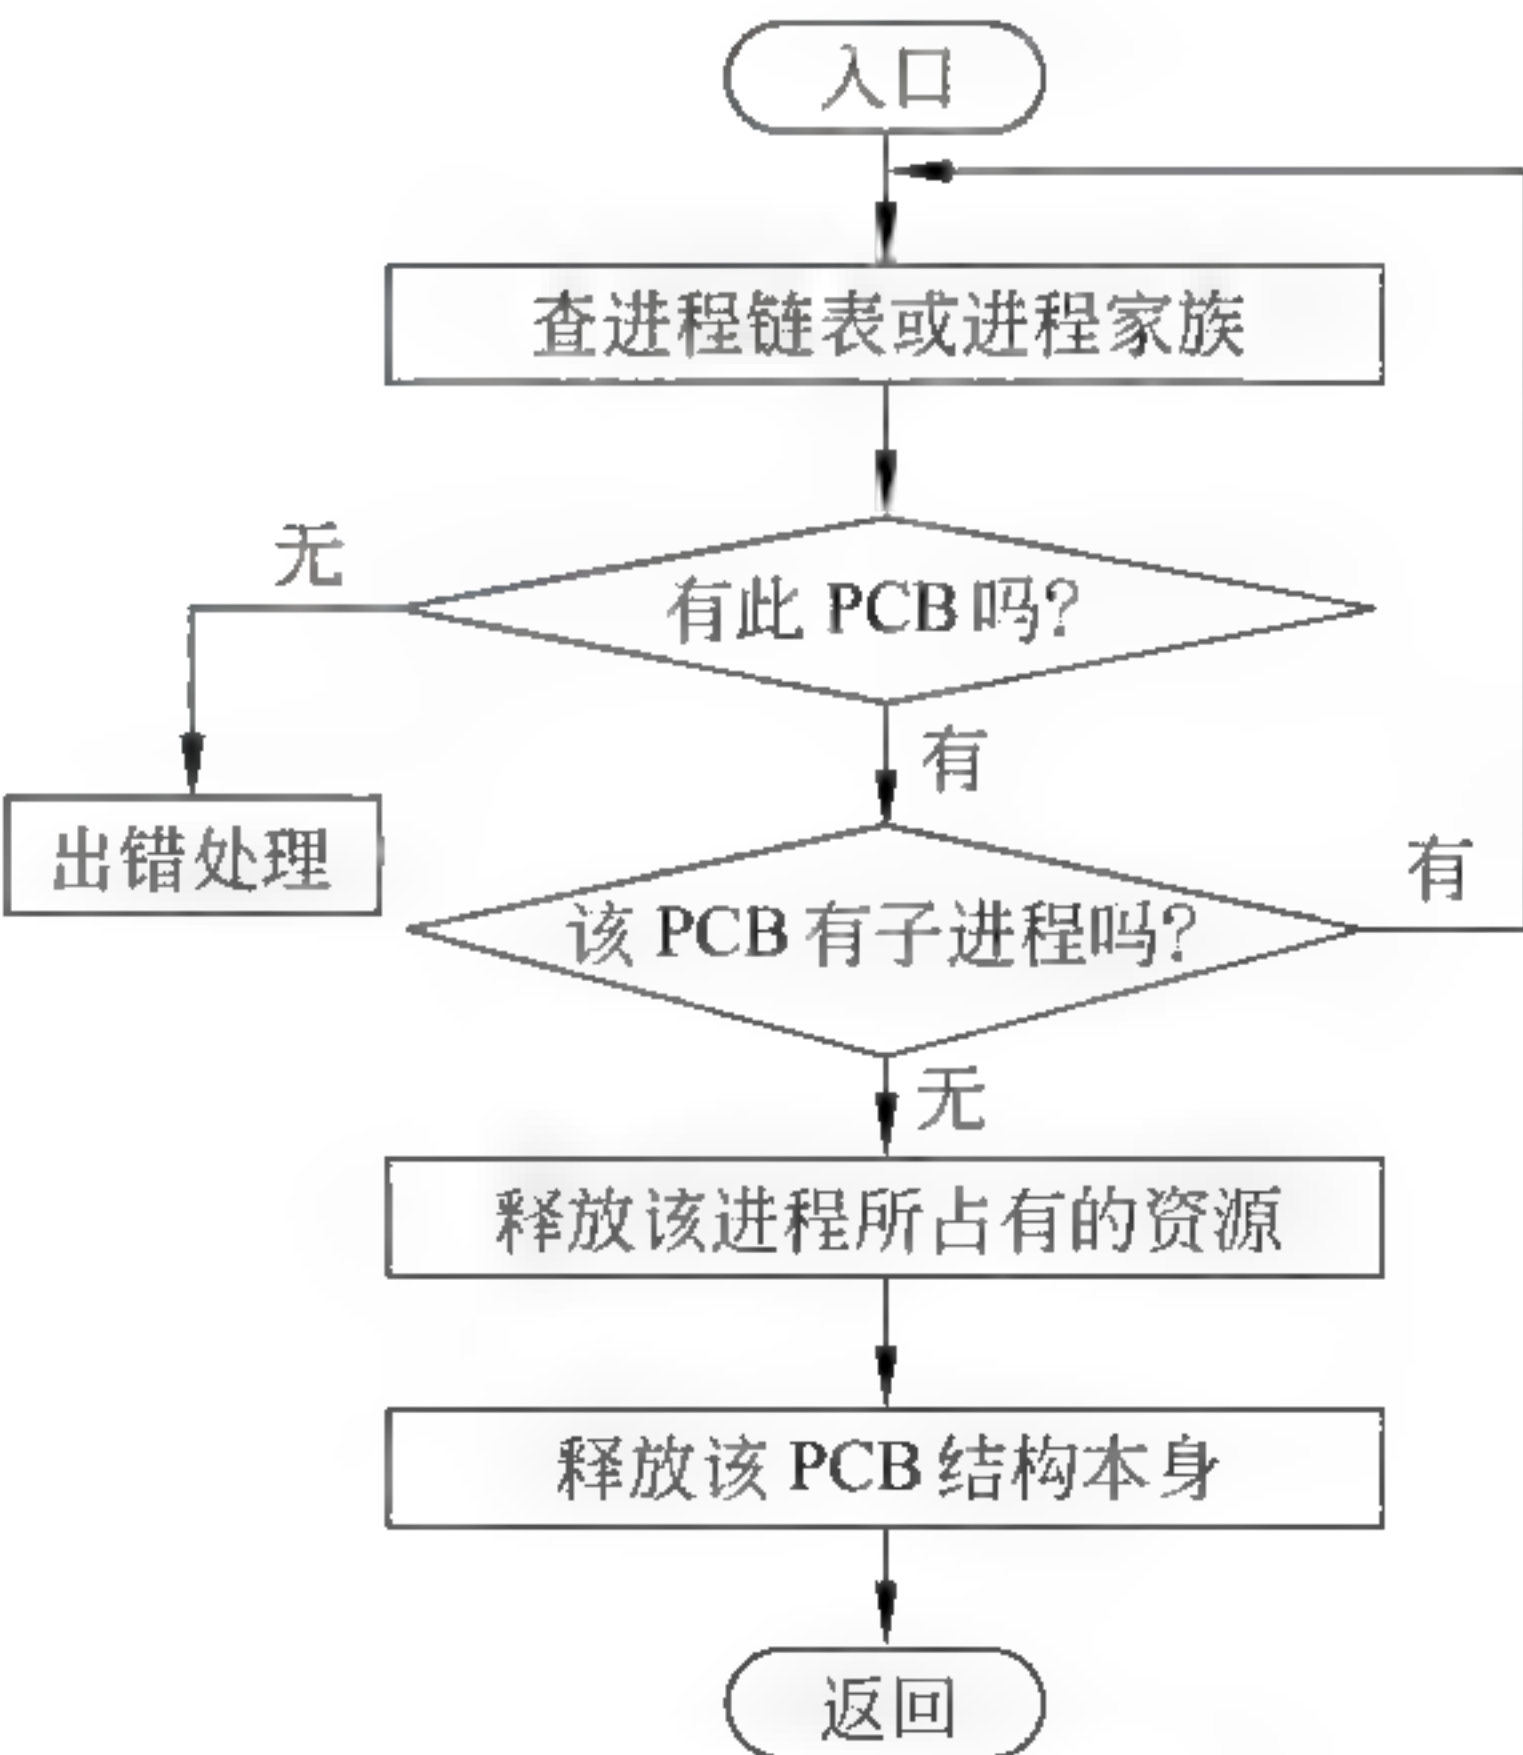 入口
查进程链表或进程家族
无
有此 PCB 吗?
有
出错处理
有
该 PCB 有子进程吗?
无
释放该进程所占有的资源
释放该 PCB 结构本身
返回